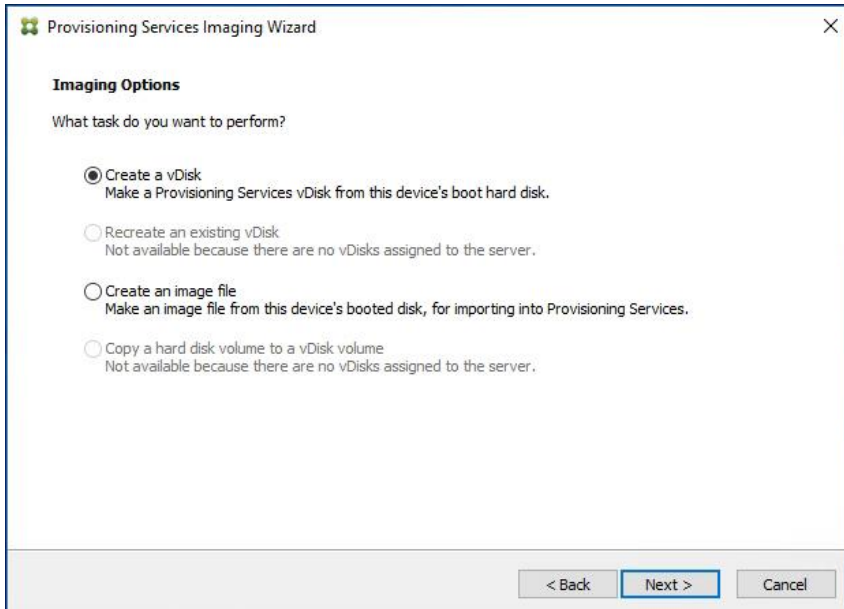 Provisioning Services Imaging Wizard
Imaging Options
What task do you want to perform?
Create a vDisk
Make a Provisioning Services vDisk from this device's boot hard disk.
Recreate an existing vDisk
Not available because there are no vDisks assigned to the server.
Create an image file
Make an image file from this device's booted disk, for importing into Provisioning Services.
Copy a hard disk volume to a vDisk volume
Not available because there are no vDisks assigned to the server.
< Back Next > Cancel